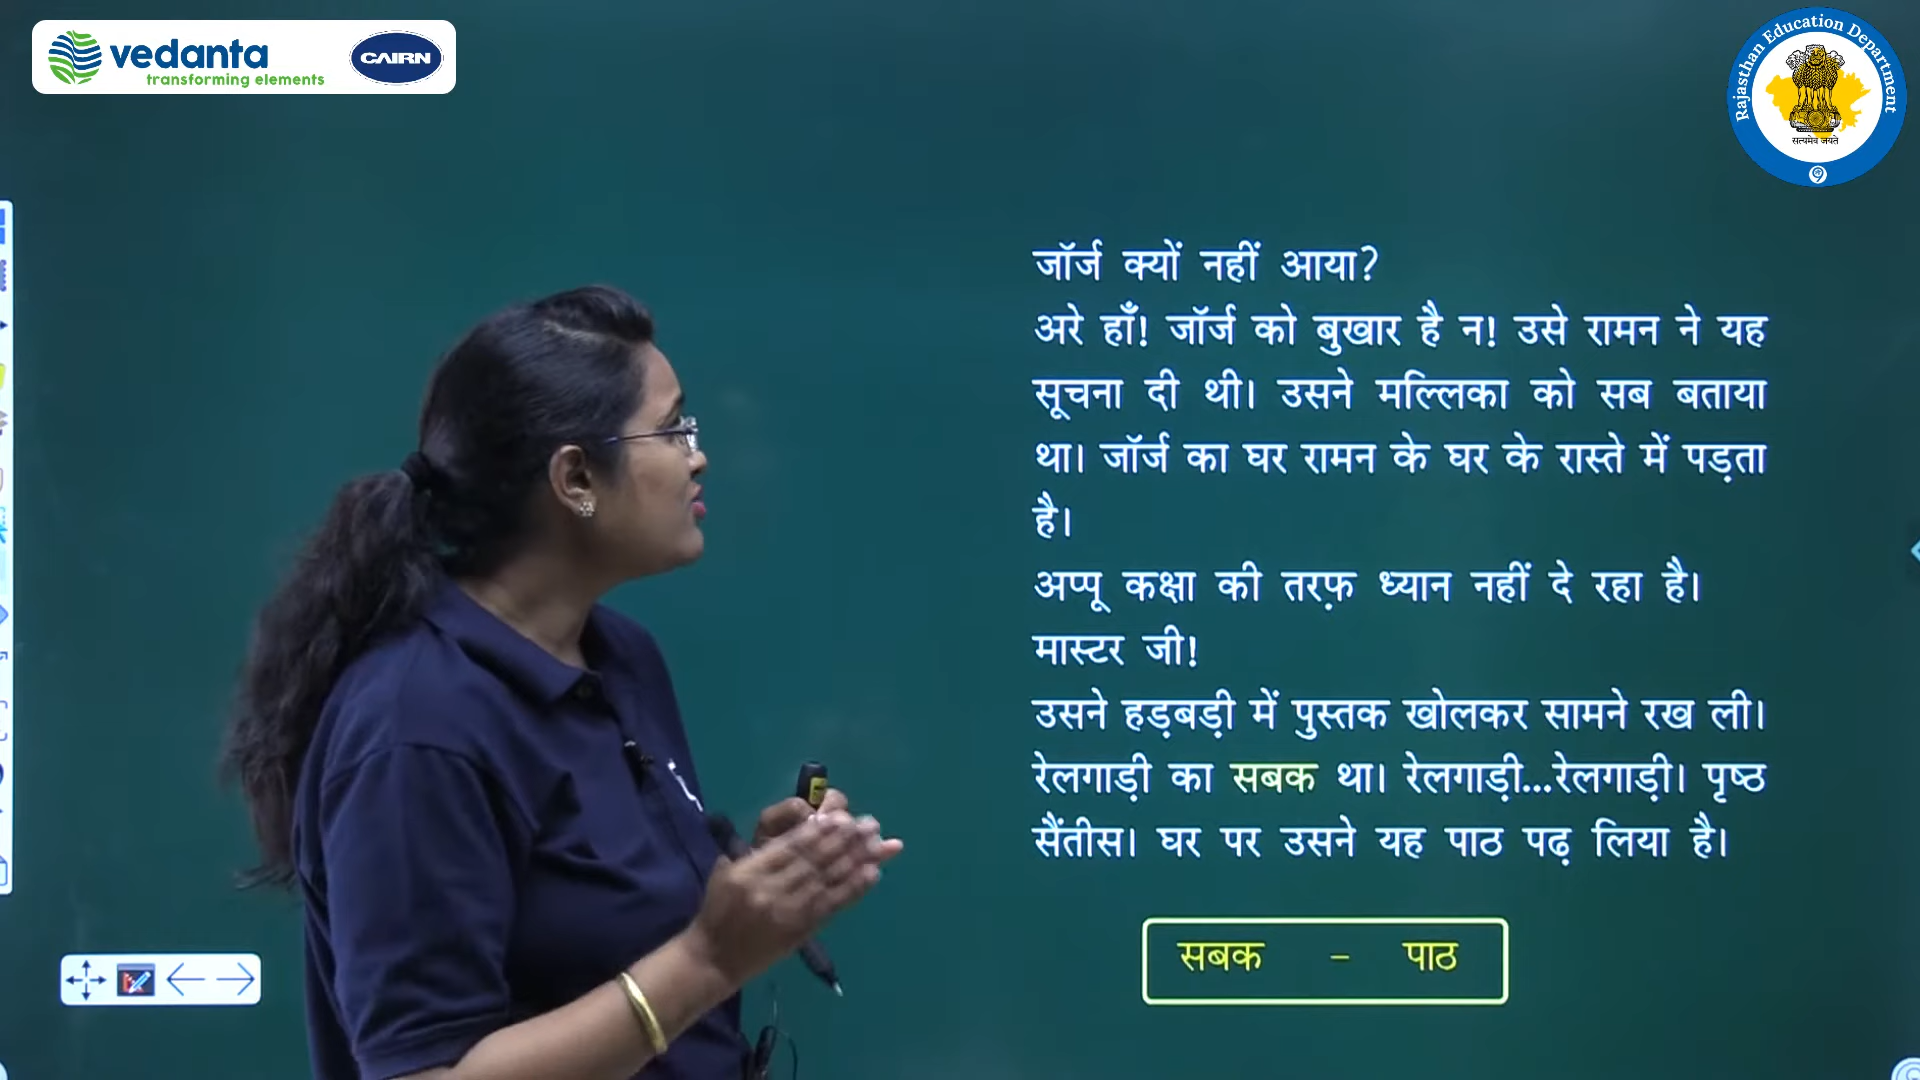 vedanta
transforming elements
CAIRN
Rajasthan Education Department
सत्यमेव जयते
जॉर्ज क्यों नहीं आया?
अरे हाँ! जॉर्ज को बुखार है न! उसे रामन ने यह
सूचना दी थी। उसने मल्लिका को सब बताया
था। जॉर्ज का घर रामन के घर के रास्ते में पड़ता
है।
अप्पू कक्षा की तरफ़ ध्यान नहीं दे रहा है।
मास्टर जी!
उसने हड़बड़ी में पुस्तक खोलकर सामने रख ली।
रेलगाड़ी का सबक था। रेलगाड़ी...रेलगाड़ी। पृष्ठ
सैंतीस। घर पर उसने यह पाठ पढ़ लिया है।
सबक – पाठ